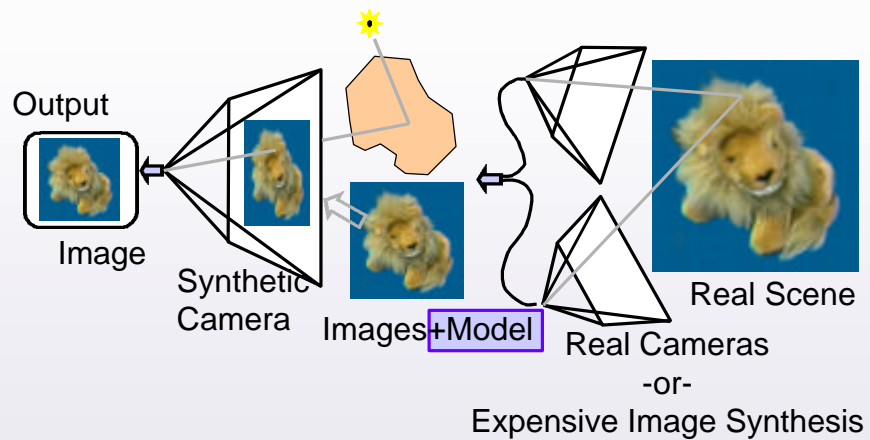 Output
Image
Synthetic
Camera
Images+Model
Real Scene
Real Cameras
-or-
Expensive Image Synthesis